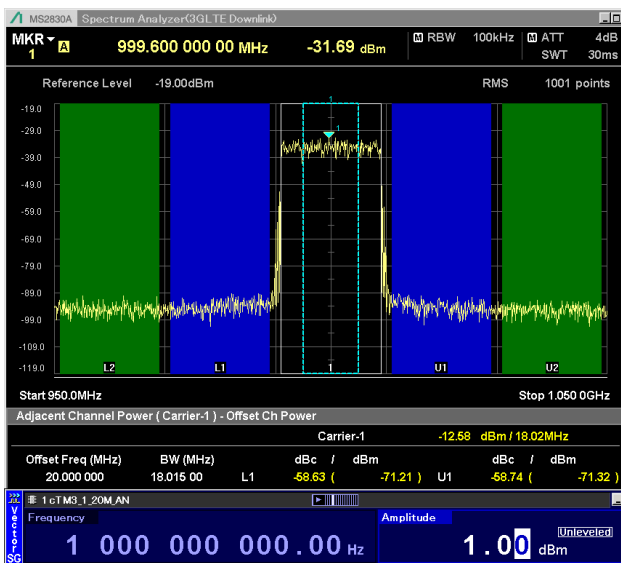 MS2830A Spectrum Analyzer(3GLTE Downlink)
MKR 1 A 999.600 000 00 MHz -31.69 dBm M RBW 100kHz M ATT 4dB
SWT 30ms
Reference Level -19.00dBm RMS 1001 points
1
-19.0
-29.0
1
-39.0
-49.0
-59.0
-69.0
-79.0
-89.0
-99.0
-109.0
-119.0
L2 L1 1 U1 U2
Start 950.0MHz Stop 1.050 0GHz
Adjacent Channel Power ( Carrier-1 ) - Offset Ch Power
Carrier-1 -12.58 dBm / 18.02MHz
Offset Freq (MHz) BW (MHz) dBc / dBm dBc / dBm
20.000 000 18.015 00 L1 -58.63 ( -71.21 ) U1 -58.74 ( -71.32 )
Vector SG
1 cTM3_1_20M_AN
Frequency Amplitude
1 000 000 000.00 Hz 1.00 dBm Unleveled